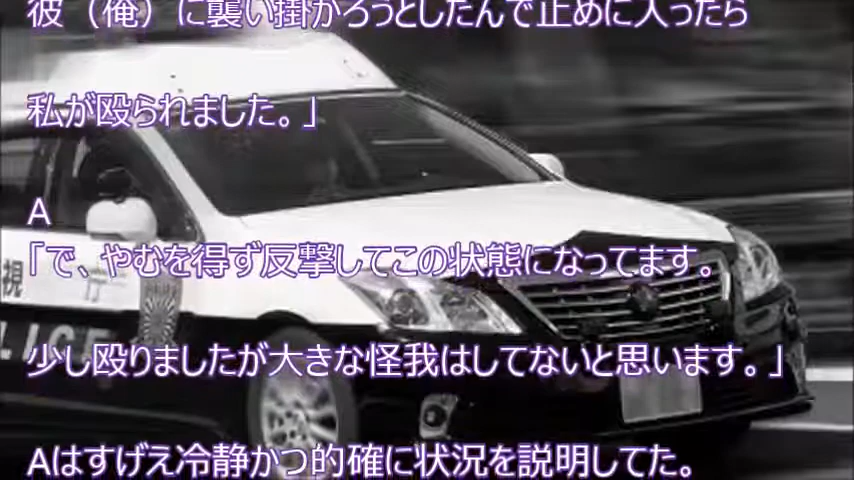 彼（俺）に襲い掛かろうとしたんで止めに入ったら
私が殴られました。」
A
「で、やむを得ず反撃してこの状態になってます。
視 庁
LICE
少し殴りましたが大きな怪我はしてないと思います。」
Aはすげえ冷静かつ的確に状況を説明してた。